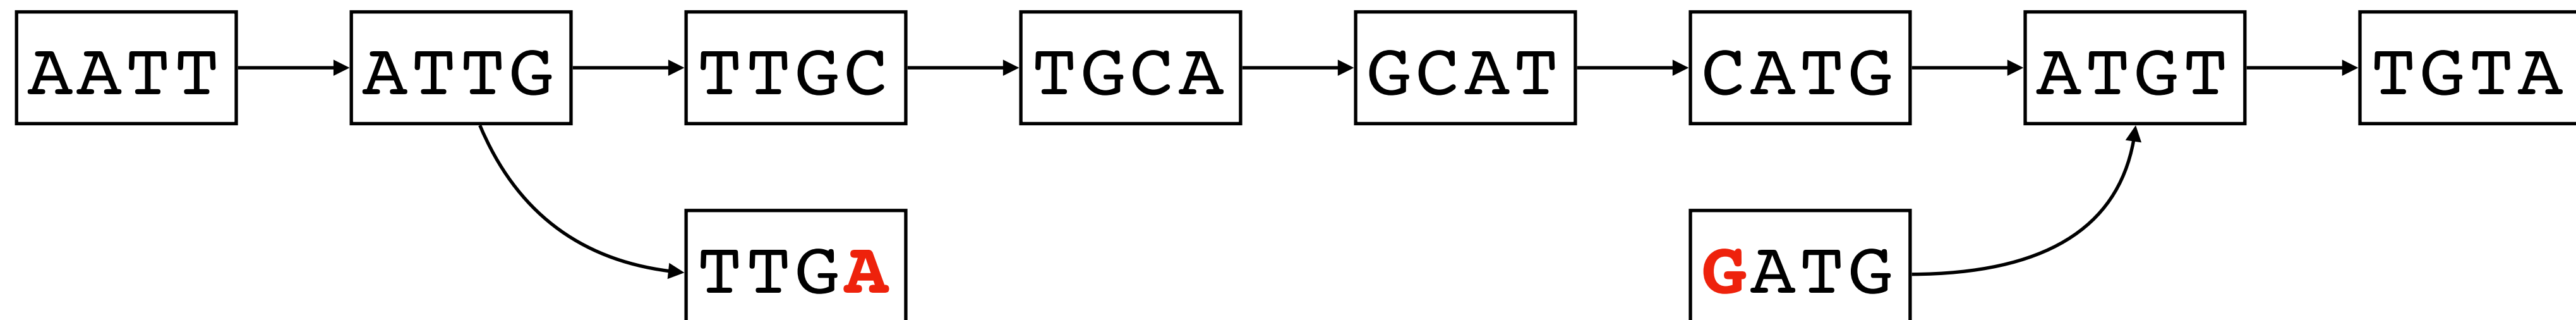 AATT ATTG TTGC TGCA GCAT CATG ATGT TGTA
TTGA GATG